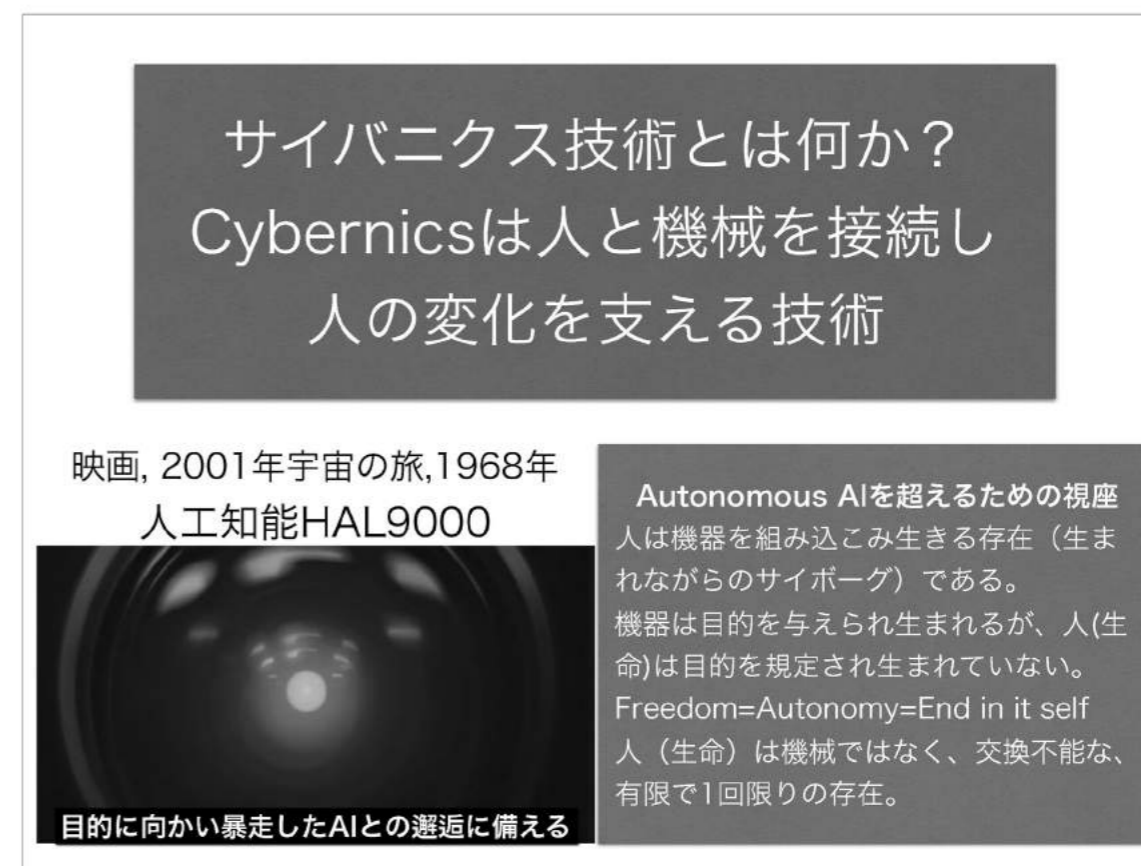 サイバニクス技術とは何か？
Cybernicsは人と機械を接続し
人の変化を支える技術
映画, 2001年宇宙の旅,1968年
人工知能HAL9000
目的に向かい暴走したAIとの邂逅に備える
Autonomous AIを超えるための視座
人は機器を組み込こみ生きる存在（生ま
れながらのサイボーグ）である。
機器は目的を与えられ生まれるが、人(生
命)は目的を規定され生まれていない。
Freedom=Autonomy=End in it self
人（生命）は機械ではなく、交換不能な、
有限で1回限りの存在。